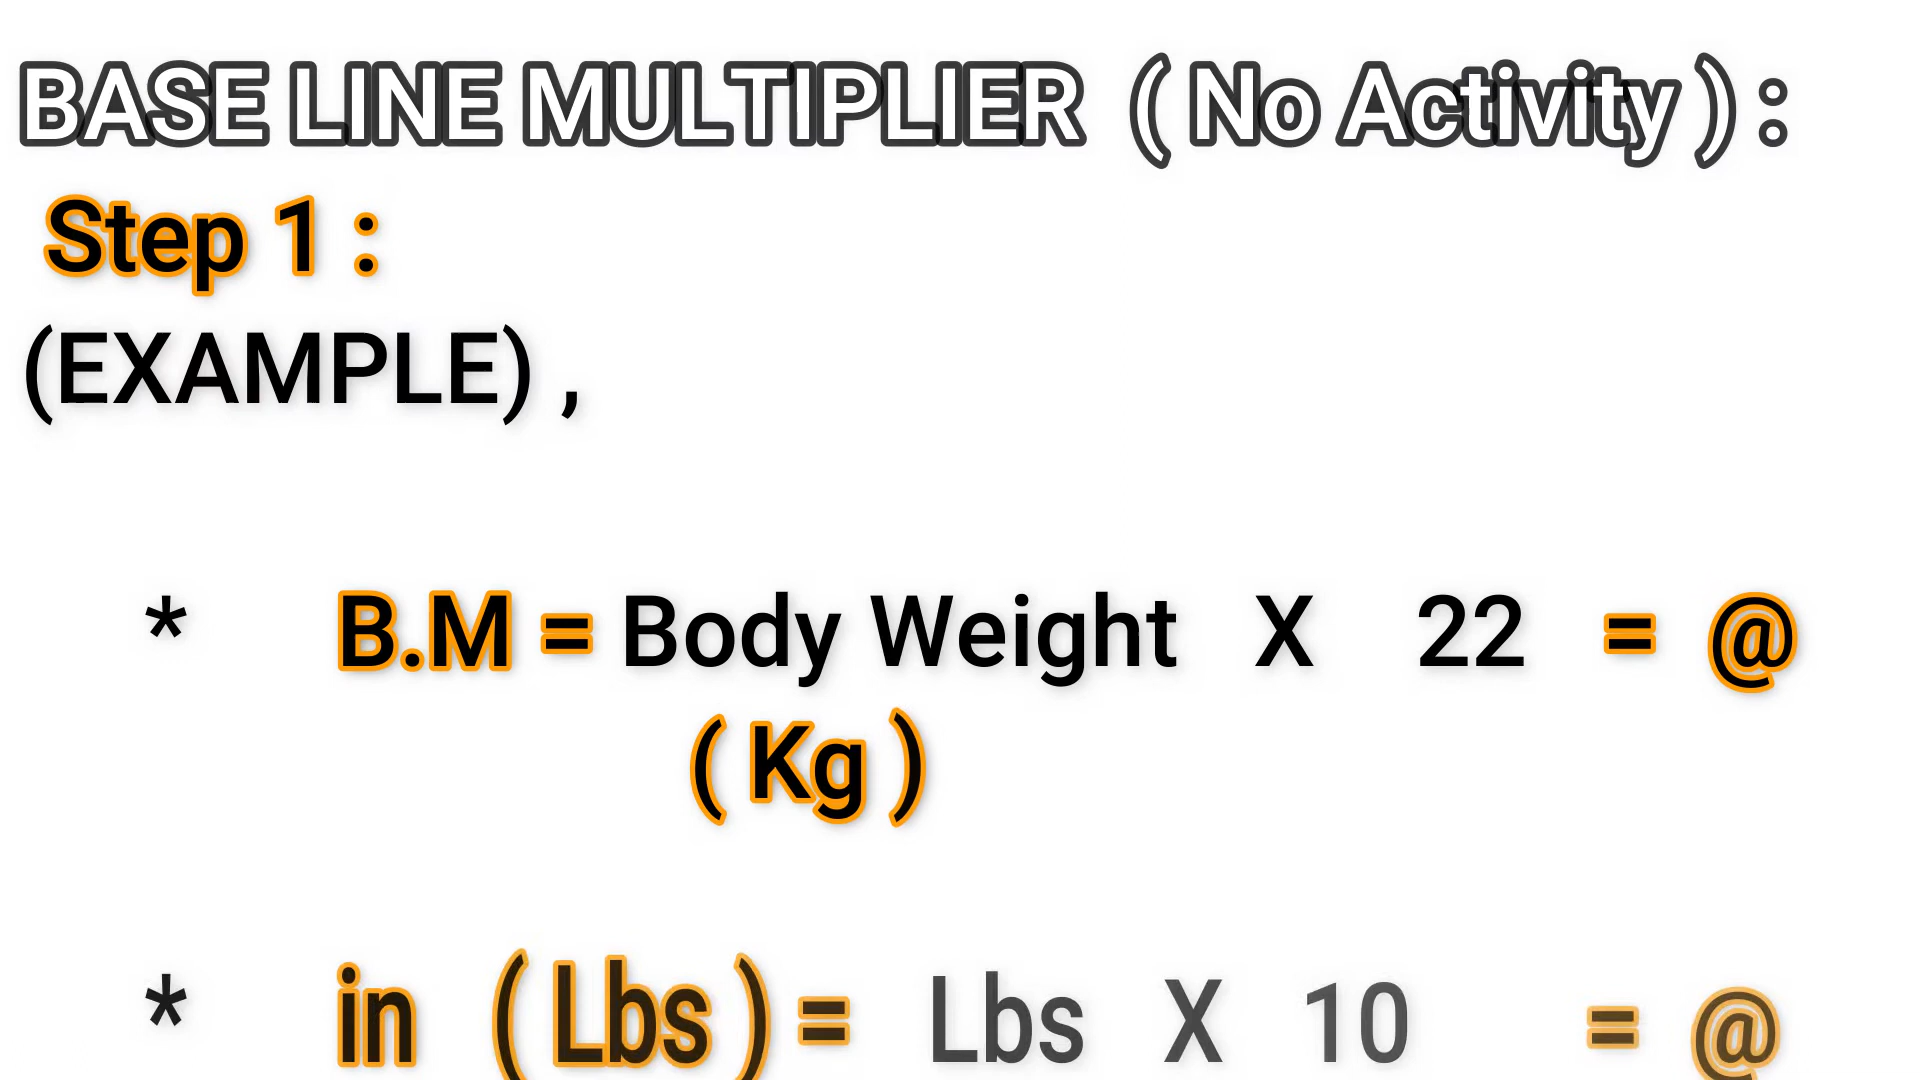 BASE LINE MULTIPLIER ( No Activity ) :
Step 1 :
(EXAMPLE) ,
* B.M = Body Weight X 22 = @
( Kg )
* in ( Lbs ) = Lbs X 10 = @